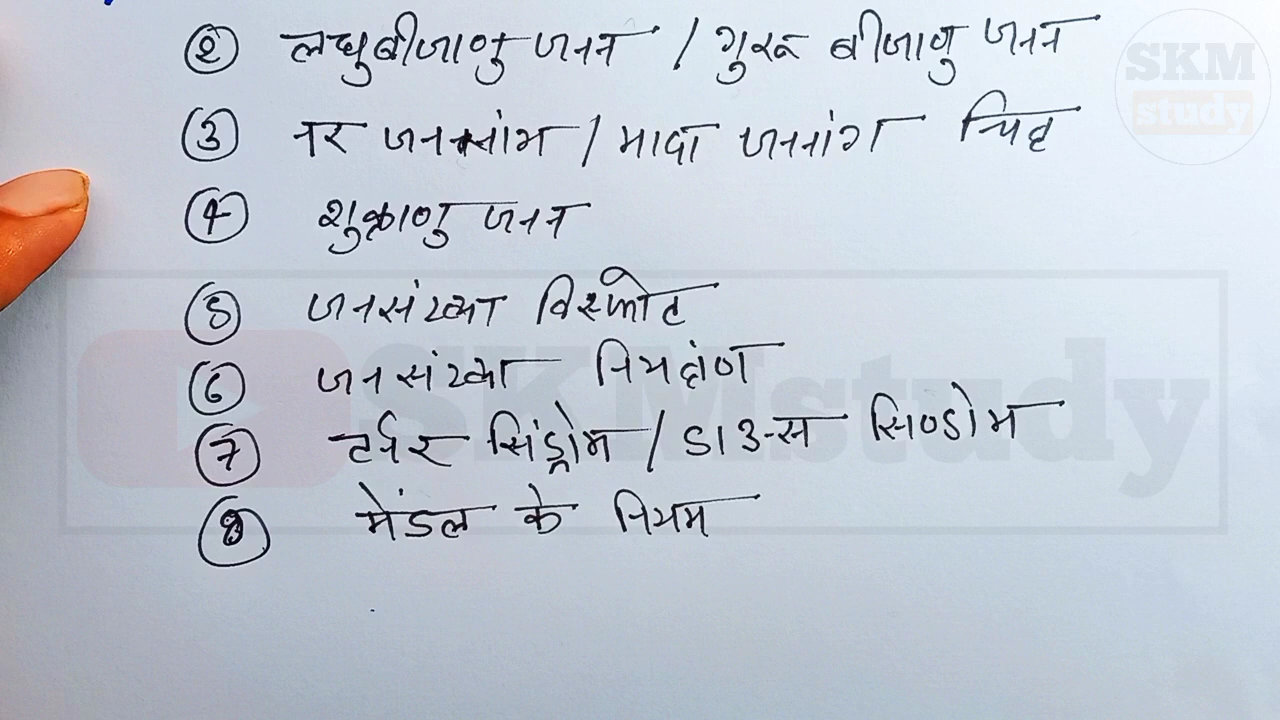 ② लघुबीजाणु जनन / गुरू बीजाणु जनन
SKM
study
③ नर जननांग / मादा जननांग चित्र
④ शुक्राणु जनन
⑤ जनसंख्या विस्फोट
⑥ जनसंख्या नियंत्रण
⑦ टर्नर सिंड्रोम / डाउन्स सिण्ड्रोम
⑧ मेंडल के नियम
SKMstudy